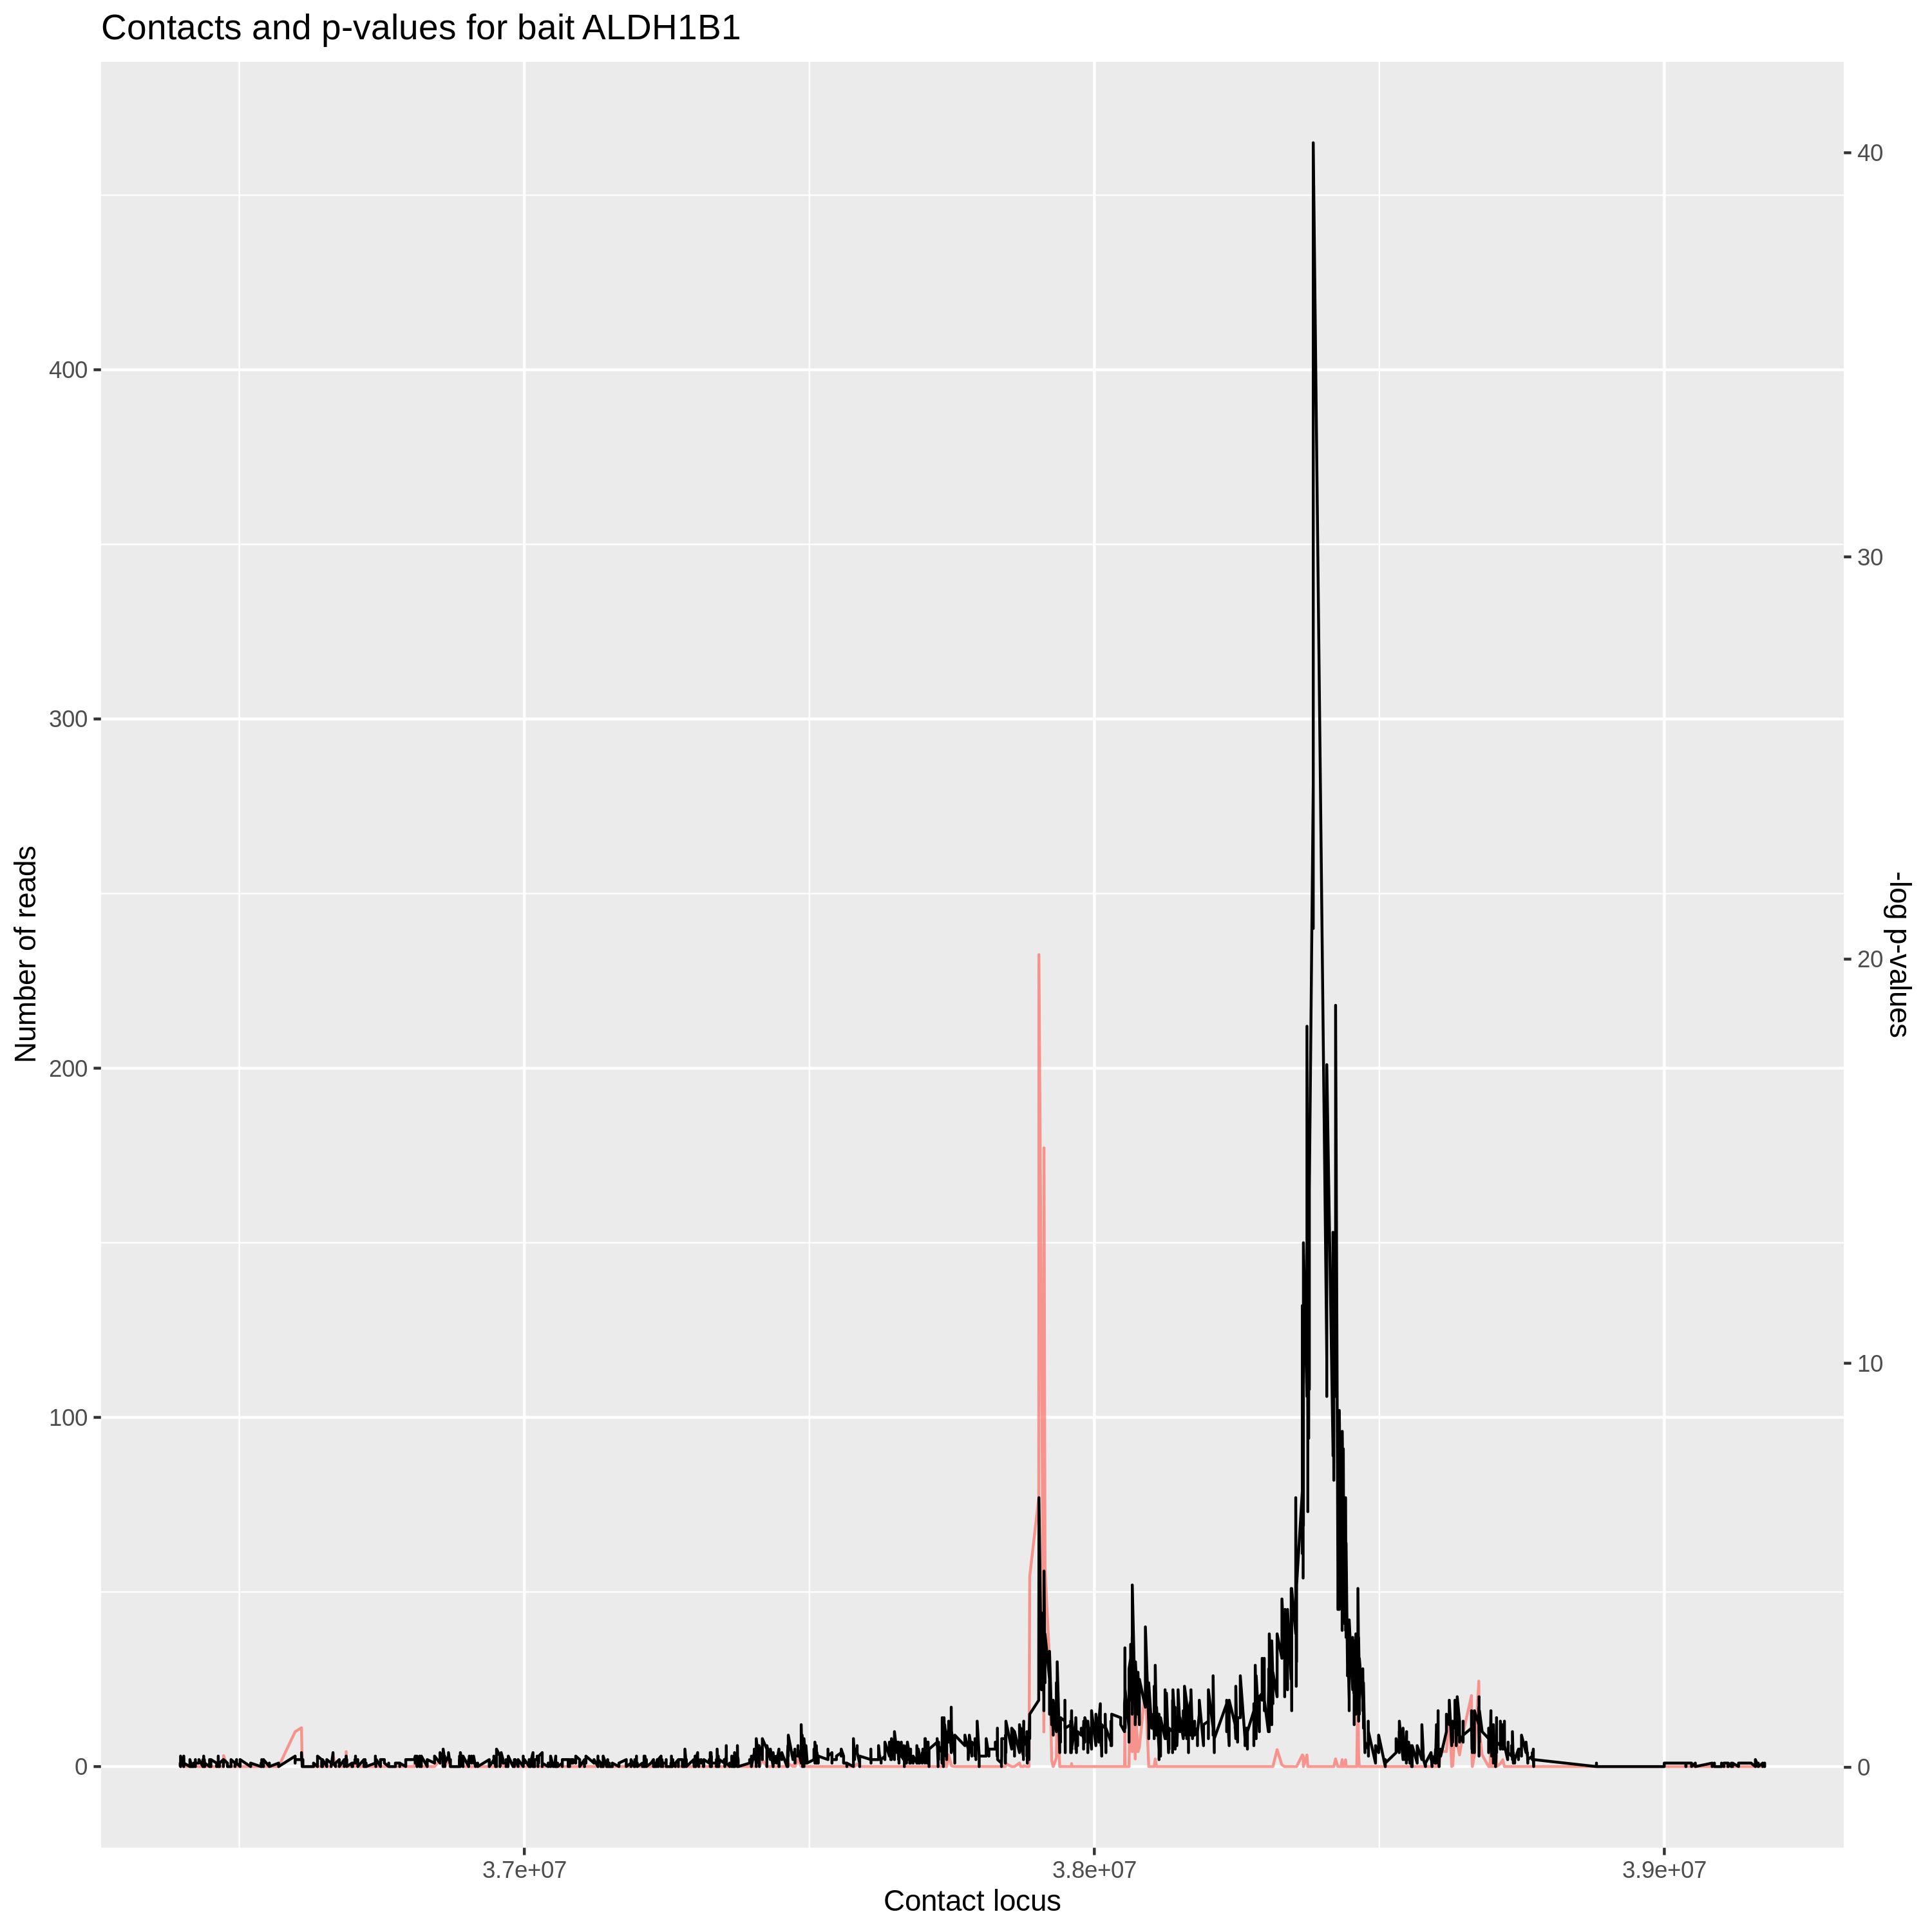 Contacts and p-values for bait ALDH1B1
Number of reads
400
300
200
100
0
40
30
20
10
0
-log p-values
3.7e+07
3.8e+07
3.9e+07
Contact locus